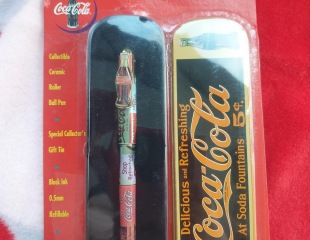 Coca-Cola
Collectible
Ceramic
Roller
Ball Pen
Special Collector's
Gift Tin
Black Ink
0.5mm
Refillable
Delicious and Refreshing
Coca-Cola
At Soda Fountains 5¢